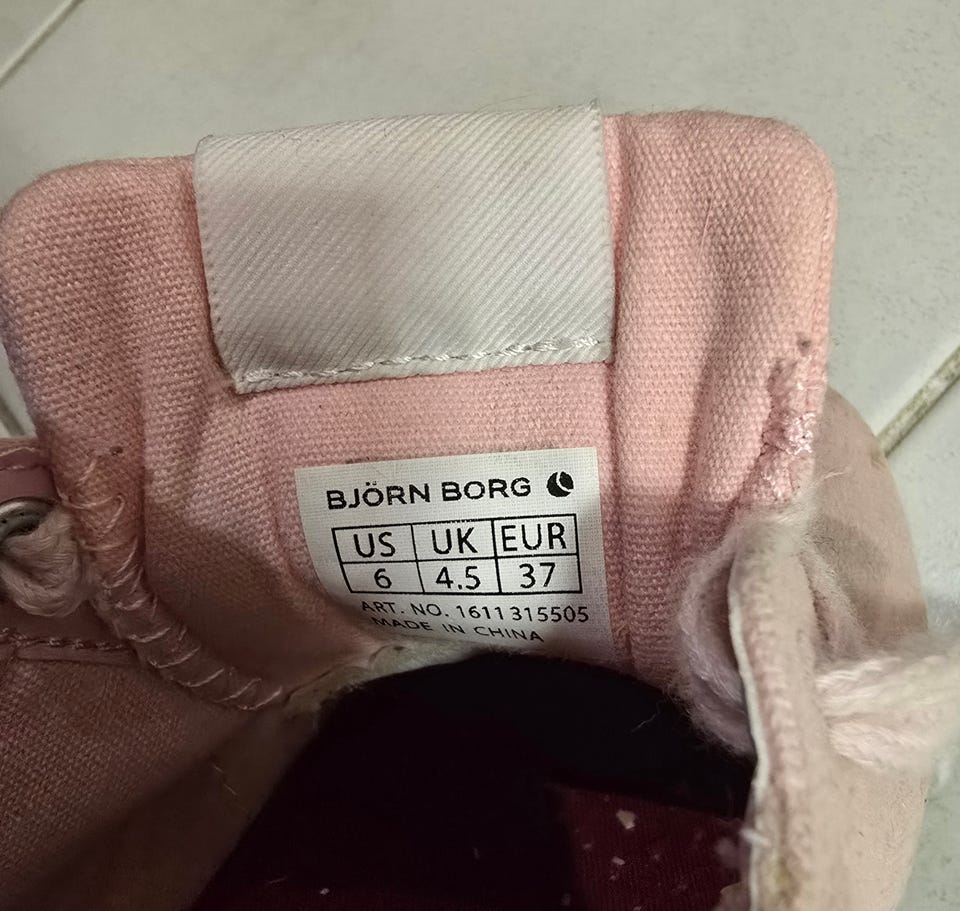 BJÖRN BORG
US UK EUR
6 4.5 37
ART. NO. 1611315505
MADE IN CHINA